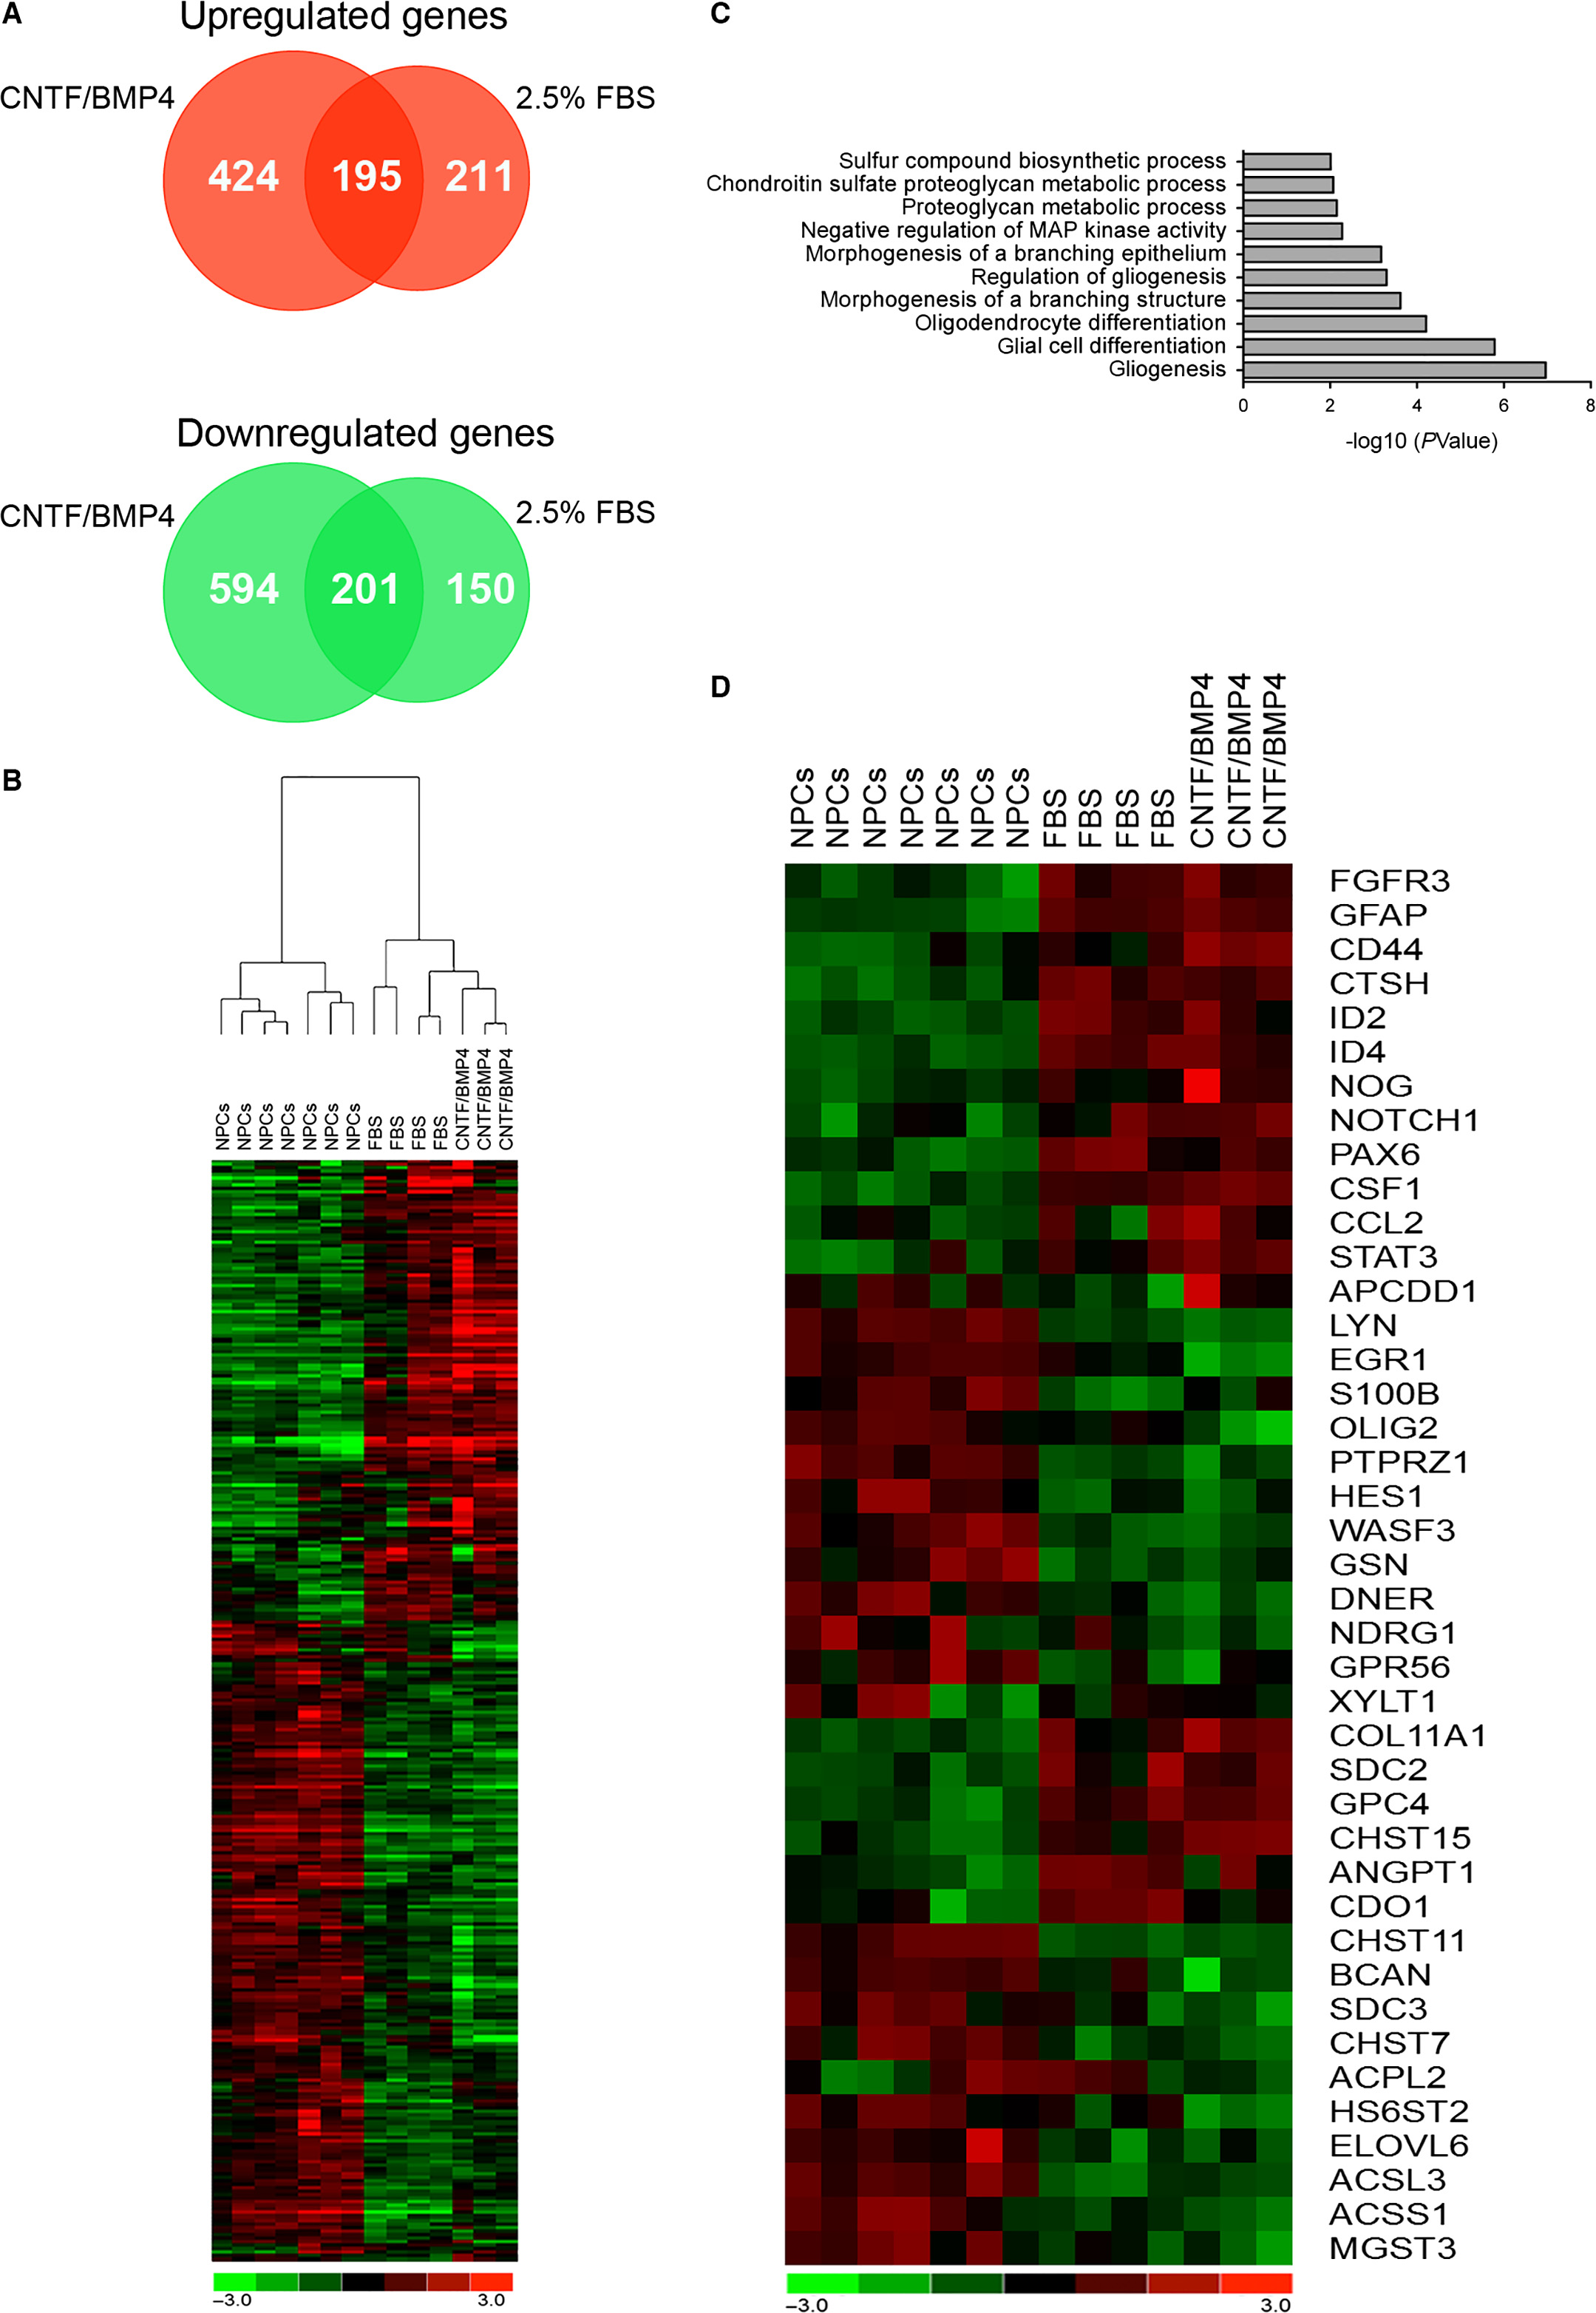 A
Upregulated genes
CNTF/BMP4
2.5% FBS
424
195
211
Downregulated genes
CNTF/BMP4
2.5% FBS
594
201
150
B
NPCs
NPCs
NPCs
NPCs
NPCs
NPCs
NPCs
FBS
FBS
FBS
FBS
CNTF/BMP4
CNTF/BMP4
CNTF/BMP4
−3.0
3.0
C
Sulfur compound biosynthetic process
Chondroitin sulfate proteoglycan metabolic process
Proteoglycan metabolic process
Negative regulation of MAP kinase activity
Morphogenesis of a branching epithelium
Regulation of gliogenesis
Morphogenesis of a branching structure
Oligodendrocyte differentiation
Glial cell differentiation
Gliogenesis
0
2
4
6
8
-log10 (PValue)
D
NPCs
NPCs
NPCs
NPCs
NPCs
NPCs
NPCs
FBS
FBS
FBS
FBS
CNTF/BMP4
CNTF/BMP4
CNTF/BMP4
FGFR3
GFAP
CD44
CTSH
ID2
ID4
NOG
NOTCH1
PAX6
CSF1
CCL2
STAT3
APCDD1
LYN
EGR1
S100B
OLIG2
PTPRZ1
HES1
WASF3
GSN
DNER
NDRG1
GPR56
XYLT1
COL11A1
SDC2
GPC4
CHST15
ANGPT1
CDO1
CHST11
BCAN
SDC3
CHST7
ACPL2
HS6ST2
ELOVL6
ACSL3
ACSS1
MGST3
−3.0
3.0